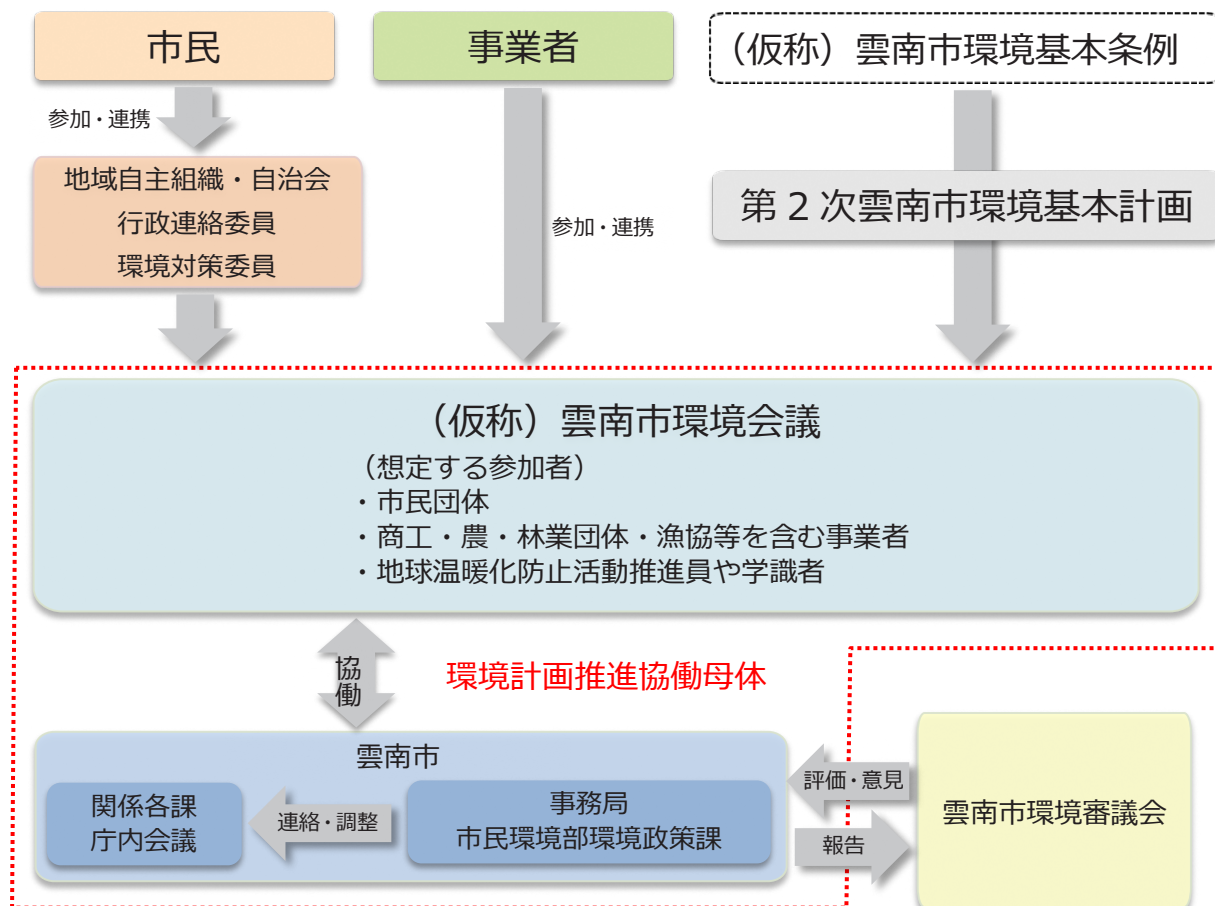 市民
事業者
（仮称）雲南市環境基本条例
参加・連携
地域自主組織・自治会
行政連絡委員
環境対策委員
参加・連携
第２次雲南市環境基本計画
（仮称）雲南市環境会議
（想定する参加者）
・市民団体
・商工・農・林業団体・漁協等を含む事業者
・地球温暖化防止活動推進員や学識者
協働
環境計画推進協働母体
雲南市
関係各課
庁内会議
連絡・調整
事務局
市民環境部環境政策課
評価・意見
報告
雲南市環境審議会